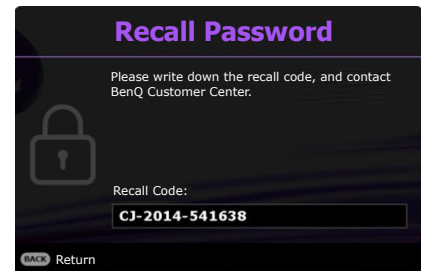 Recall Password
Please write down the recall code, and contact
BenQ Customer Center.
Recall Code:
CJ-2014-541638
BACK Return